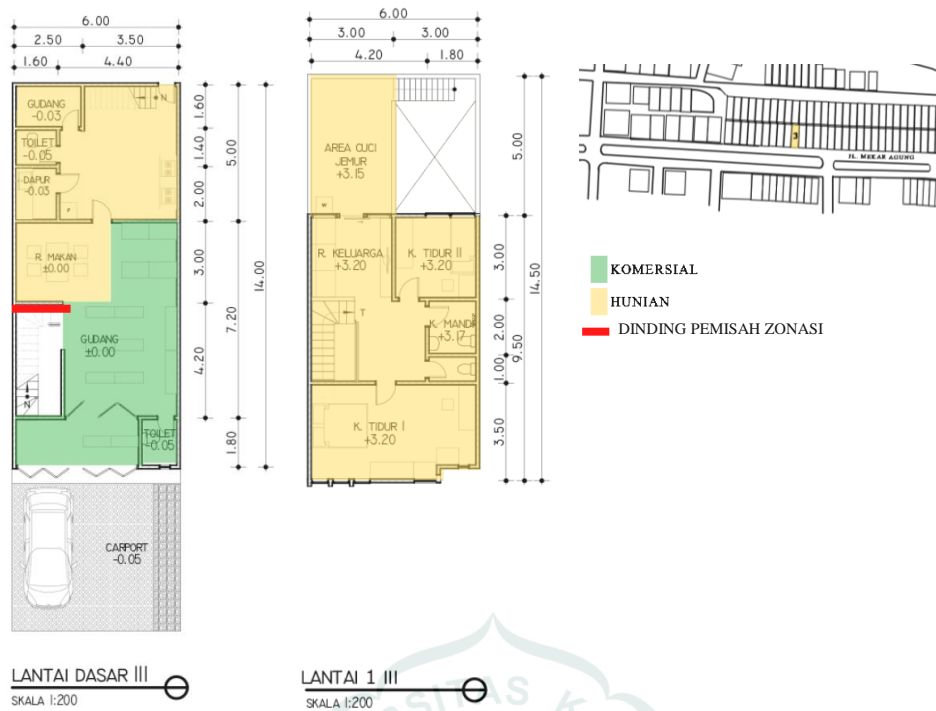 6.00
2.50 3.50
1.60 4.40
GUDANG
-0.03
N
TOILET
-0.05
DAPUR
-0.03
F
R. MAKAN
±0.00
GUDANG
±0.00
N
TOILET
-0.05
CARPORT
-0.05
1.60
1.40
2.00
3.00
4.20
1.80
5.00
7.20
14.00
LANTAI DASAR III
SKALA 1:200
6.00
3.00 3.00
4.20 1.80
N
AREA CUCI
JEMUR
+3.15
W
R. KELUARGA
+3.20
K. TIDUR II
+3.20
T
K. MANDI
+3.17
K. TIDUR I
+3.20
5.00
3.00
2.00
1.00
3.50
9.50
14.50
LANTAI 1 III
SKALA 1:200
3
JL. MEKAR AGUNG
KOMERSIAL
HUNIAN
DINDING PEMISAH ZONASI
SITAS K